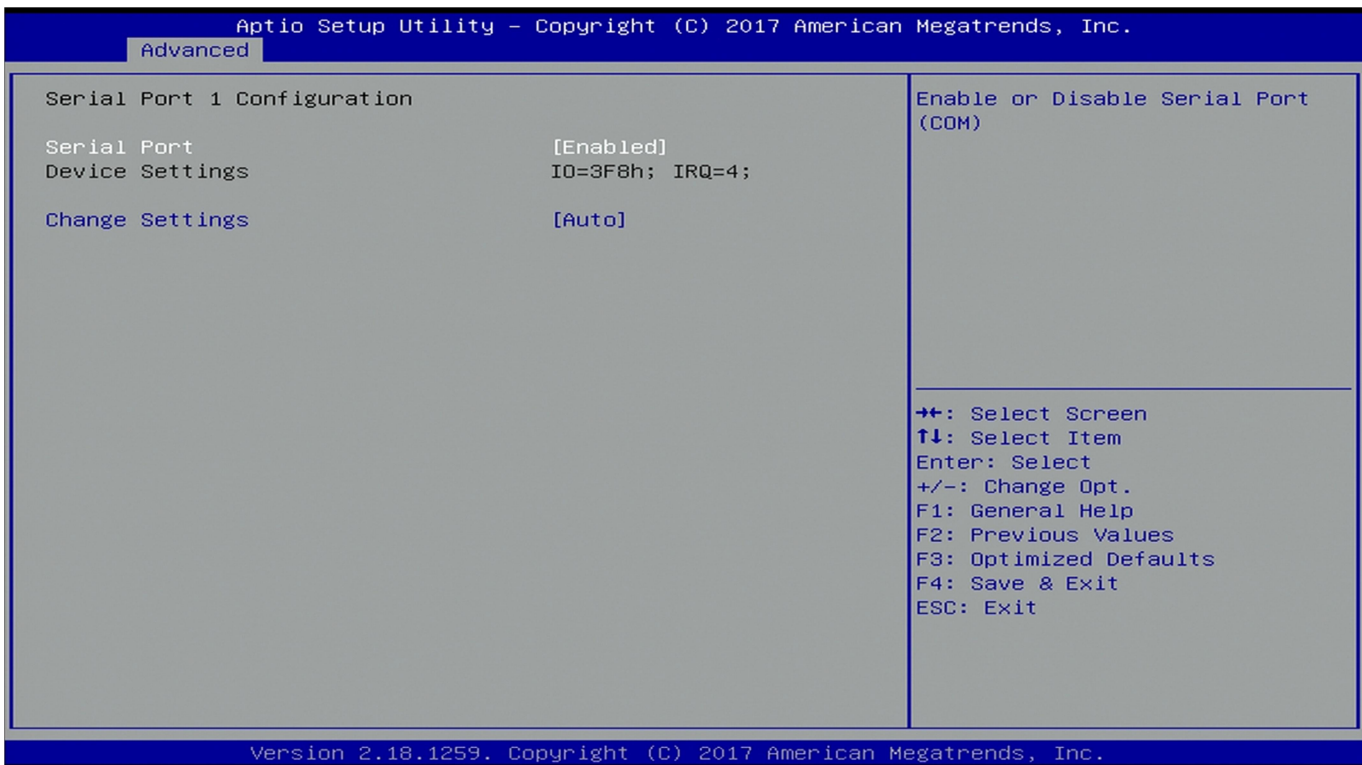 Aptio Setup Utility – Copyright (C) 2017 American Megatrends, Inc.
Advanced
Serial Port 1 Configuration
Serial Port [Enabled]
Device Settings IO=3F8h; IRQ=4;
Change Settings [Auto]
Enable or Disable Serial Port
(COM)
→←: Select Screen
↑↓: Select Item
Enter: Select
+/-: Change Opt.
F1: General Help
F2: Previous Values
F3: Optimized Defaults
F4: Save & Exit
ESC: Exit
Version 2.18.1259. Copyright (C) 2017 American Megatrends, Inc.